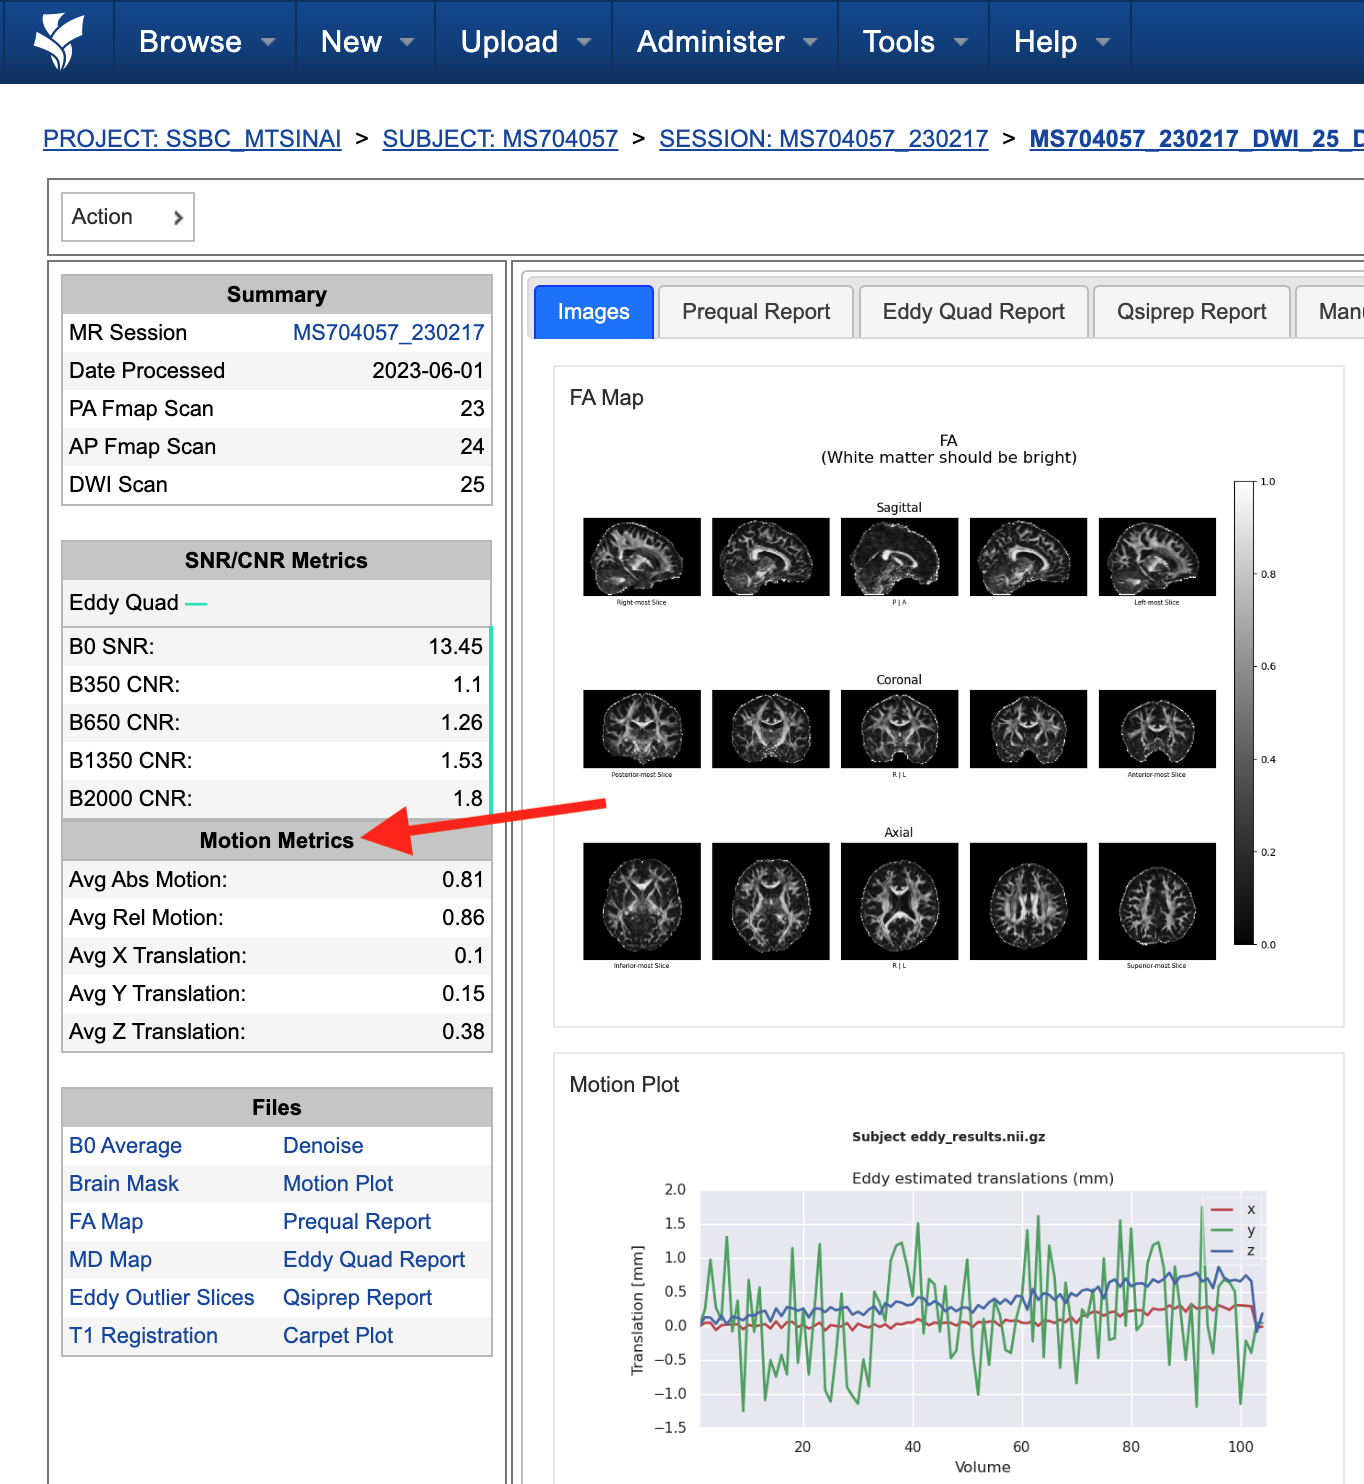 Browse New Upload Administer Tools Help
PROJECT: SSBC_MTSINAI > SUBJECT: MS704057 > SESSION: MS704057_230217 > MS704057_230217_DWI_25_D
Action
Summary
MR Session MS704057_230217
Date Processed 2023-06-01
PA Fmap Scan 23
AP Fmap Scan 24
DWI Scan 25
SNR/CNR Metrics
Eddy Quad
B0 SNR: 13.45
B350 CNR: 1.1
B650 CNR: 1.26
B1350 CNR: 1.53
B2000 CNR: 1.8
Motion Metrics
Avg Abs Motion: 0.81
Avg Rel Motion: 0.86
Avg X Translation: 0.1
Avg Y Translation: 0.15
Avg Z Translation: 0.38
Files
B0 Average Denoise
Brain Mask Motion Plot
FA Map Prequal Report
MD Map Eddy Quad Report
Eddy Outlier Slices Qsiprep Report
T1 Registration Carpet Plot
Images Prequal Report Eddy Quad Report Qsiprep Report Manu
FA Map
FA
(White matter should be bright)
Sagittal
Right-most Slice P | A Left-most Slice
Coronal
Posterior-most Slice R | L Anterior-most Slice
Axial
Inferior-most Slice R | L Superior-most Slice
1.0
0.8
0.6
0.4
0.2
0.0
Motion Plot
Subject eddy_results.nii.gz
Eddy estimated translations (mm)
Translation [mm]
2.0
1.5
1.0
0.5
0.0
−0.5
−1.0
−1.5
x
y
z
20 40 60 80 100
Volume